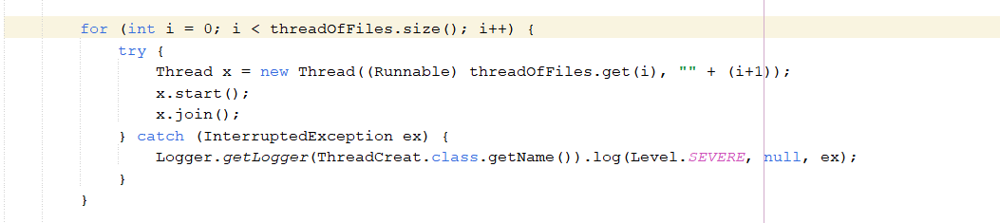 for (int i = 0; i < threadOfFiles.size(); i++) {
try {
Thread x = new Thread((Runnable) threadOfFiles.get(i), "" + (i+1));
x.start();
x.join();
} catch (InterruptedException ex) {
Logger.getLogger(ThreadCreat.class.getName()).log(Level.SEVERE, null, ex);
}
}